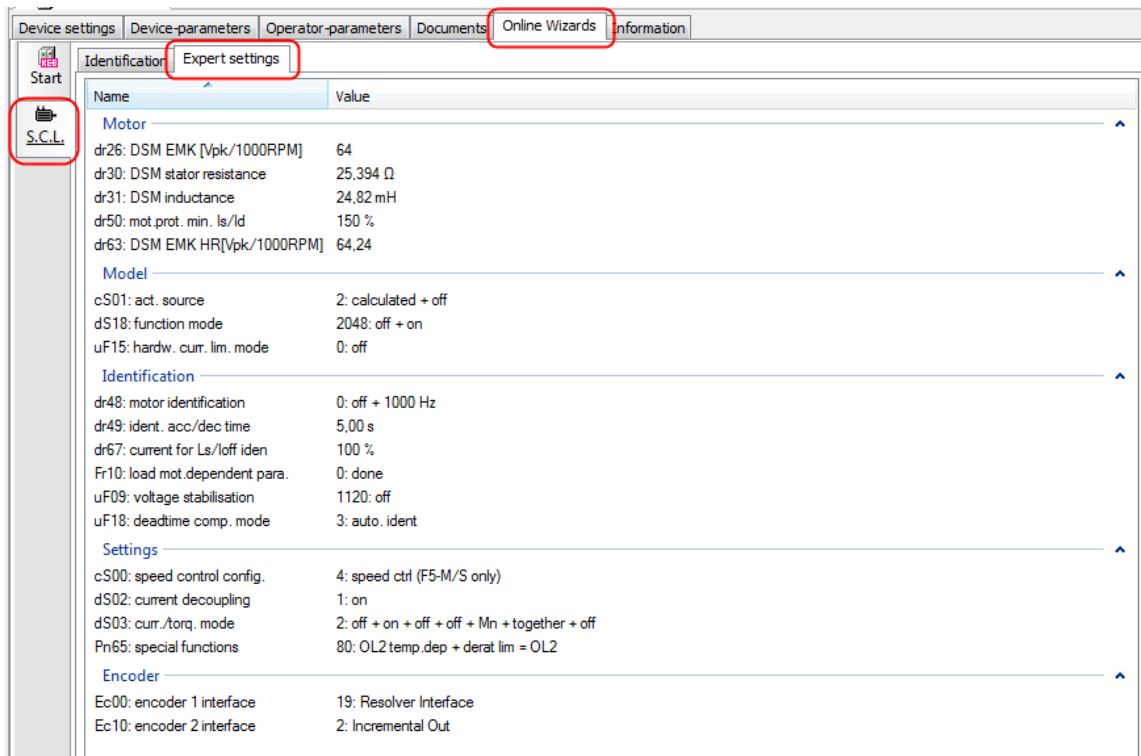 Device settings Device-parameters Operator-parameters Documents Online Wizards Information
KEB
Start
S.C.L.
Identification Expert settings
Name Value
Motor
dr26: DSM EMK [Vpk/1000RPM] 64
dr30: DSM stator resistance 25,394 Ω
dr31: DSM inductance 24,82 mH
dr50: mot.prot. min. Is/Id 150 %
dr63: DSM EMK HR[Vpk/1000RPM] 64,24
Model
cS01: act. source 2: calculated + off
dS18: function mode 2048: off + on
uF15: hardw. curr. lim. mode 0: off
Identification
dr48: motor identification 0: off + 1000 Hz
dr49: ident. acc/dec time 5,00 s
dr67: current for Ls/Ioff iden 100 %
Fr10: load mot.dependent para. 0: done
uF09: voltage stabilisation 1120: off
uF18: deadtime comp. mode 3: auto. ident
Settings
cS00: speed control config. 4: speed ctrl (F5-M/S only)
dS02: current decoupling 1: on
dS03: curr./torq. mode 2: off + on + off + off + Mn + together + off
Pn65: special functions 80: OL2 temp.dep + derat lim = OL2
Encoder
Ec00: encoder 1 interface 19: Resolver Interface
Ec10: encoder 2 interface 2: Incremental Out